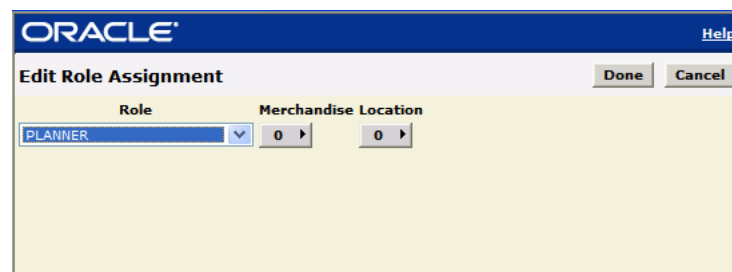 ORACLE
Help
Edit Role Assignment Done Cancel
Role Merchandise Location
PLANNER 0 0